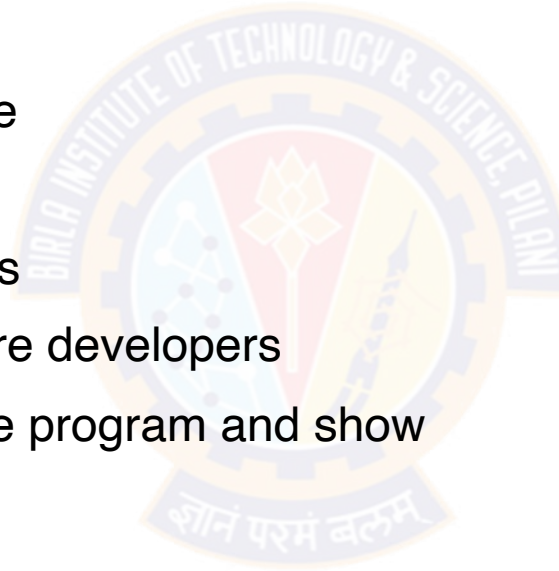 BIRLA INSTITUTE OF TECHNOLOGY & SCIENCE, PILANI
e
s
re developers
e program and show
ज्ञानं परमं बलम्